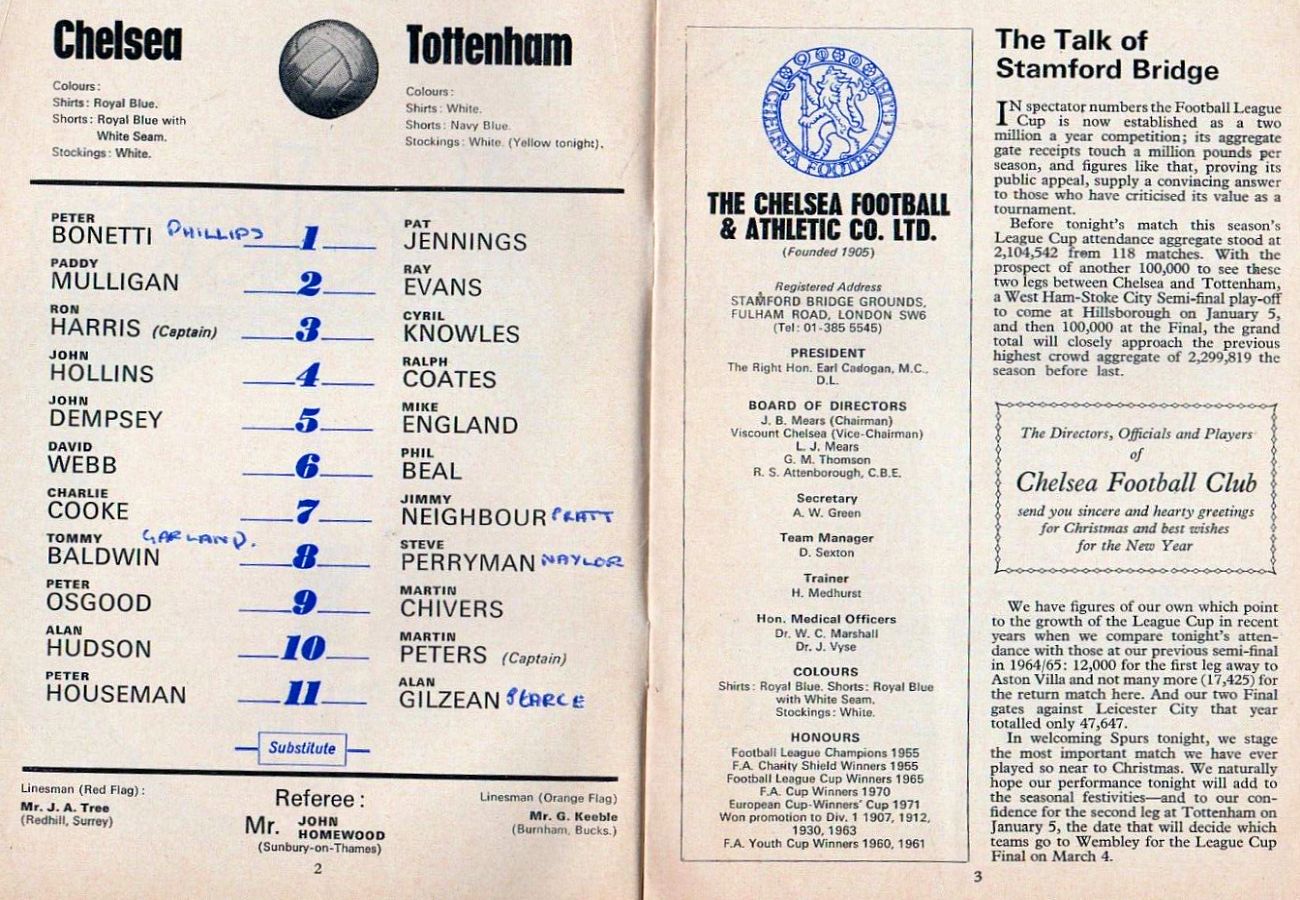 Chelsea
Colours:
Shirts: Royal Blue.
Shorts: Royal Blue with
White Seam.
Stockings: White.
Tottenham
Colours:
Shirts: White.
Shorts: Navy Blue.
Stockings: White. (Yellow tonight).
PETER
BONETTI PHILLIPS 1 PAT
JENNINGS
PADDY
MULLIGAN 2 RAY
EVANS
RON
HARRIS (Captain) 3 CYRIL
KNOWLES
JOHN
HOLLINS 4 RALPH
COATES
JOHN
DEMPSEY 5 MIKE
ENGLAND
DAVID
WEBB 6 PHIL
BEAL
CHARLIE
COOKE 7 JIMMY
NEIGHBOUR PRATT
TOMMY GARLAND.
BALDWIN 8 STEVE
PERRYMAN NAYLOR
PETER
OSGOOD 9 MARTIN
CHIVERS
ALAN
HUDSON 10 MARTIN
PETERS (Captain)
PETER
HOUSEMAN 11 ALAN
GILZEAN PEARCE
Substitute
Linesman (Red Flag):
Mr. J. A. Tree
(Redhill, Surrey)
Referee:
Mr. JOHN
HOMEWOOD
(Sunbury-on-Thames)
Linesman (Orange Flag)
Mr. G. Keeble
(Burnham, Bucks.)
2
CHELSEA FOOTBALL
THE CHELSEA FOOTBALL
& ATHLETIC CO. LTD.
(Founded 1905)
Registered Address
STAMFORD BRIDGE GROUNDS,
FULHAM ROAD, LONDON SW6
(Tel: 01-385 5545)
PRESIDENT
The Right Hon. Earl Cadogan, M.C.,
D.L.
BOARD OF DIRECTORS
J. B. Mears (Chairman)
Viscount Chelsea (Vice-Chairman)
L. J. Mears
G. M. Thomson
R. S. Attenborough, C.B.E.
Secretary
A. W. Green
Team Manager
D. Sexton
Trainer
H. Medhurst
Hon. Medical Officers
Dr. W. C. Marshall
Dr. J. Vyse
COLOURS
Shirts: Royal Blue. Shorts: Royal Blue
with White Seam.
Stockings: White.
HONOURS
Football League Champions 1955
F.A. Charity Shield Winners 1955
Football League Cup Winners 1965
F.A. Cup Winners 1970
European Cup-Winners' Cup 1971
Won promotion to Div. 1 1907, 1912,
1930, 1963
F.A. Youth Cup Winners 1960, 1961
The Talk of
Stamford Bridge
IN spectator numbers the Football League
Cup is now established as a two
million a year competition; its aggregate
gate receipts touch a million pounds per
season, and figures like that, proving its
public appeal, supply a convincing answer
to those who have criticised its value as a
tournament.
Before tonight's match this season's
League Cup attendance aggregate stood at
2,104,542 from 118 matches. With the
prospect of another 100,000 to see these
two legs between Chelsea and Tottenham,
a West Ham-Stoke City Semi-final play-off
to come at Hillsborough on January 5,
and then 100,000 at the Final, the grand
total will closely approach the previous
highest crowd aggregate of 2,299,819 the
season before last.
The Directors, Officials and Players
of
Chelsea Football Club
send you sincere and hearty greetings
for Christmas and best wishes
for the New Year
We have figures of our own which point
to the growth of the League Cup in recent
years when we compare tonight's atten-
dance with those at our previous semi-final
in 1964/65: 12,000 for the first leg away to
Aston Villa and not many more (17,425) for
the return match here. And our two Final
gates against Leicester City that year
totalled only 47,647.
In welcoming Spurs tonight, we stage
the most important match we have ever
played so near to Christmas. We naturally
hope our performance tonight will add to
the seasonal festivities—and to our con-
fidence for the second leg at Tottenham on
January 5, the date that will decide which
teams go to Wembley for the League Cup
Final on March 4.
3